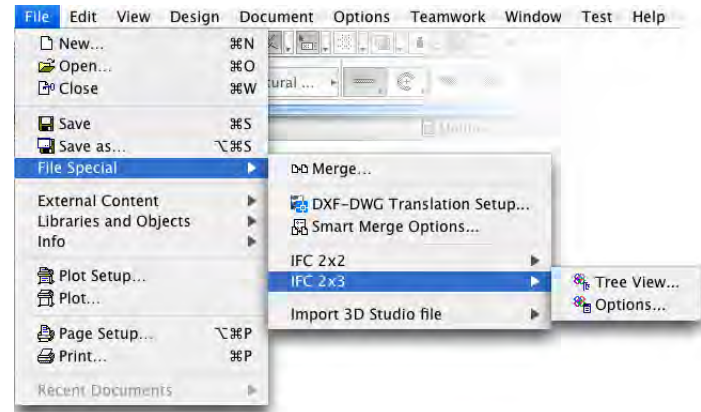 File Edit View Design Document Options Teamwork Window Test Help
New... ⌘N
Open... ⌘O
Close ⌘W
tural ...
Save ⌘S
Save as... ⌥⌘S
File Special
Merge...
External Content
DXF-DWG Translation Setup...
Libraries and Objects
Smart Merge Options...
Info
IFC 2x2
Plot Setup...
IFC 2x3
Tree View...
Plot...
Options...
Import 3D Studio file
Page Setup... ⌥⌘P
Print... ⌘P
Recent Documents